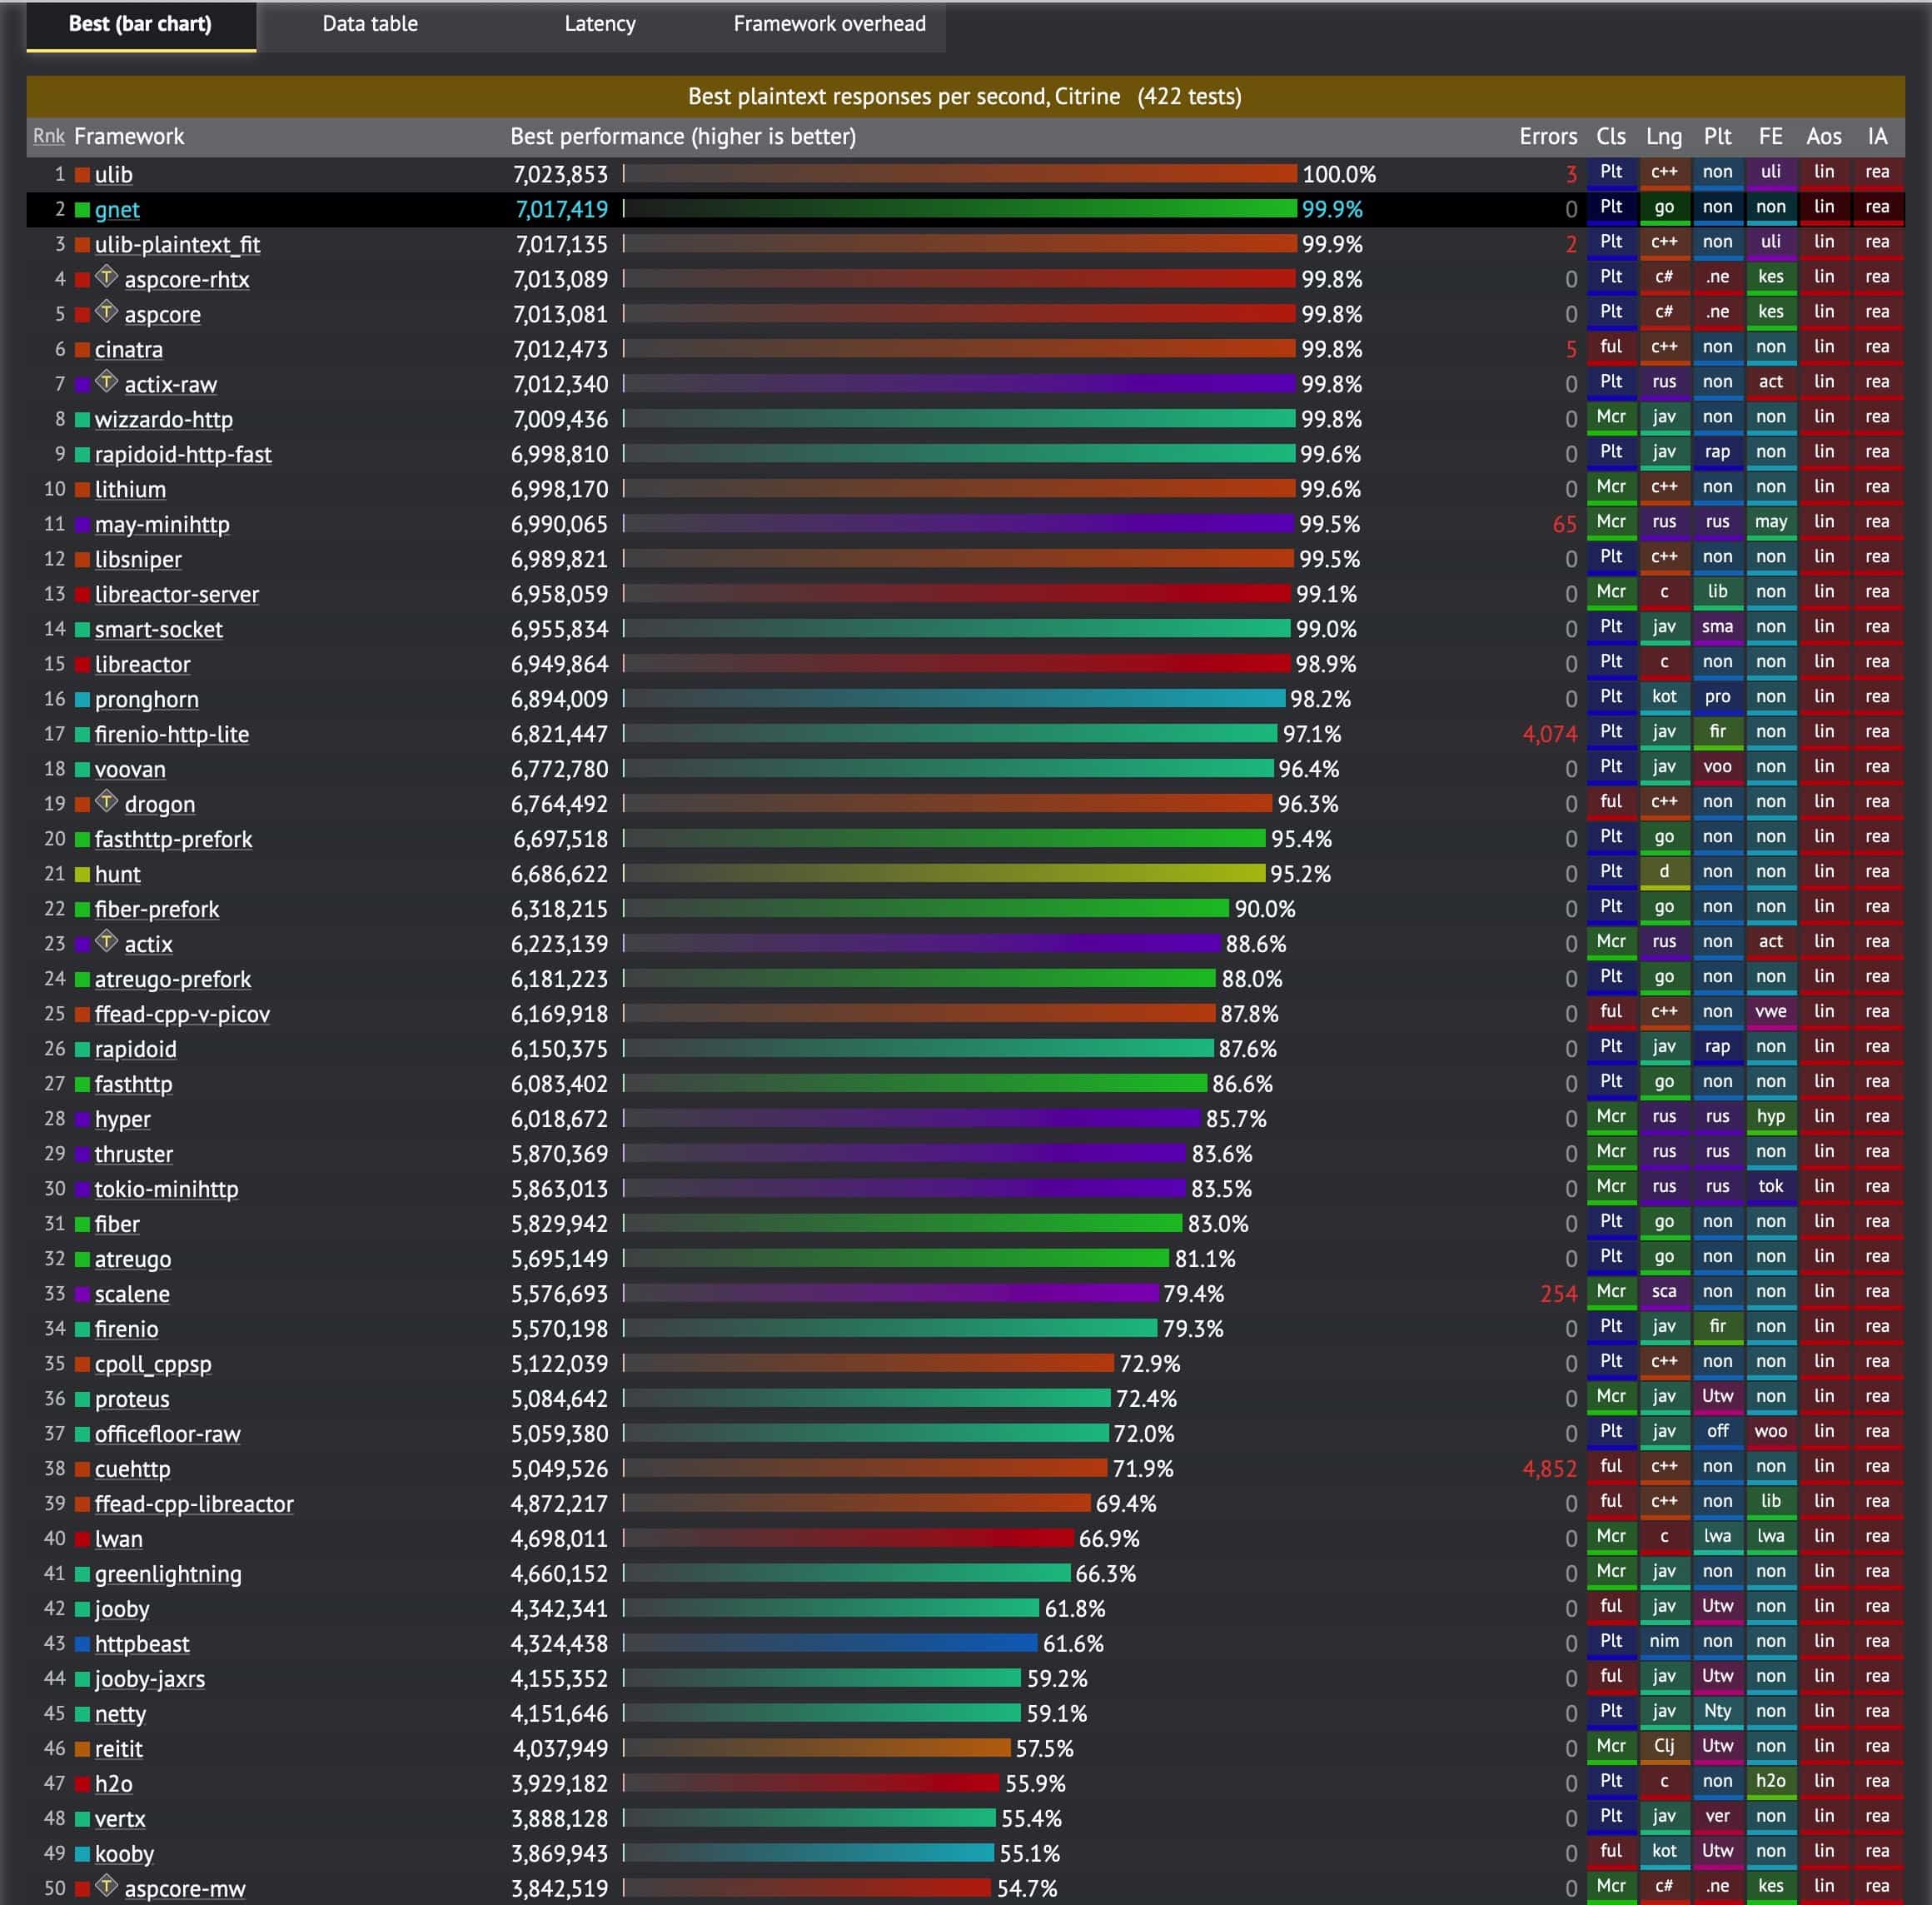 Best (bar chart) Data table Latency Framework overhead
Best plaintext responses per second, Citrine (422 tests)
Rnk Framework Best performance (higher is better) Errors Cls Lng Plt FE Aos IA
1 ulib 7,023,853 100.0% 3 Plt c++ non uli lin rea
2 gnet 7,017,419 99.9% 0 Plt go non non lin rea
3 ulib-plaintext_fit 7,017,135 99.9% 2 Plt c++ non uli lin rea
4 T aspcore-rhtx 7,013,089 99.8% 0 Plt c# .ne kes lin rea
5 T aspcore 7,013,081 99.8% 0 Plt c# .ne kes lin rea
6 cinatra 7,012,473 99.8% 5 ful c++ non non lin rea
7 T actix-raw 7,012,340 99.8% 0 Plt rus non act lin rea
8 wizzardo-http 7,009,436 99.8% 0 Mcr jav non non lin rea
9 rapidoid-http-fast 6,998,810 99.6% 0 Plt jav rap non lin rea
10 lithium 6,998,170 99.6% 0 Mcr c++ non non lin rea
11 may-minihttp 6,990,065 99.5% 65 Mcr rus rus may lin rea
12 libsniper 6,989,821 99.5% 0 Plt c++ non non lin rea
13 libreactor-server 6,958,059 99.1% 0 Mcr c lib non lin rea
14 smart-socket 6,955,834 99.0% 0 Plt jav sma non lin rea
15 libreactor 6,949,864 98.9% 0 Plt c non non lin rea
16 pronghorn 6,894,009 98.2% 0 Plt kot pro non lin rea
17 firenio-http-lite 6,821,447 97.1% 4,074 Plt jav fir non lin rea
18 voovan 6,772,780 96.4% 0 Plt jav voo non lin rea
19 T drogon 6,764,492 96.3% 0 ful c++ non non lin rea
20 fasthttp-prefork 6,697,518 95.4% 0 Plt go non non lin rea
21 hunt 6,686,622 95.2% 0 Plt d non non lin rea
22 fiber-prefork 6,318,215 90.0% 0 Plt go non non lin rea
23 T actix 6,223,139 88.6% 0 Mcr rus non act lin rea
24 atreugo-prefork 6,181,223 88.0% 0 Plt go non non lin rea
25 ffead-cpp-v-picov 6,169,918 87.8% 0 ful c++ non vwe lin rea
26 rapidoid 6,150,375 87.6% 0 Plt jav rap non lin rea
27 fasthttp 6,083,402 86.6% 0 Plt go non non lin rea
28 hyper 6,018,672 85.7% 0 Mcr rus rus hyp lin rea
29 thruster 5,870,369 83.6% 0 Mcr rus rus non lin rea
30 tokio-minihttp 5,863,013 83.5% 0 Mcr rus rus tok lin rea
31 fiber 5,829,942 83.0% 0 Plt go non non lin rea
32 atreugo 5,695,149 81.1% 0 Plt go non non lin rea
33 scalene 5,576,693 79.4% 254 Mcr sca non non lin rea
34 firenio 5,570,198 79.3% 0 Plt jav fir non lin rea
35 cpoll_cppsp 5,122,039 72.9% 0 Plt c++ non non lin rea
36 proteus 5,084,642 72.4% 0 Mcr jav Utw non lin rea
37 officefloor-raw 5,059,380 72.0% 0 Plt jav off woo lin rea
38 cuehttp 5,049,526 71.9% 4,852 ful c++ non non lin rea
39 ffead-cpp-libreactor 4,872,217 69.4% 0 ful c++ non lib lin rea
40 lwan 4,698,011 66.9% 0 Mcr c lwa lwa lin rea
41 greenlightning 4,660,152 66.3% 0 Mcr jav non non lin rea
42 jooby 4,342,341 61.8% 0 ful jav Utw non lin rea
43 httpbeast 4,324,438 61.6% 0 Plt nim non non lin rea
44 jooby-jaxrs 4,155,352 59.2% 0 ful jav Utw non lin rea
45 netty 4,151,646 59.1% 0 Plt jav Nty non lin rea
46 reitit 4,037,949 57.5% 0 Mcr Clj Utw non lin rea
47 h2o 3,929,182 55.9% 0 Plt c non h2o lin rea
48 vertx 3,888,128 55.4% 0 Plt jav ver non lin rea
49 kooby 3,869,943 55.1% 0 ful kot Utw non lin rea
50 T aspcore-mw 3,842,519 54.7% 0 Mcr c# .ne kes lin rea